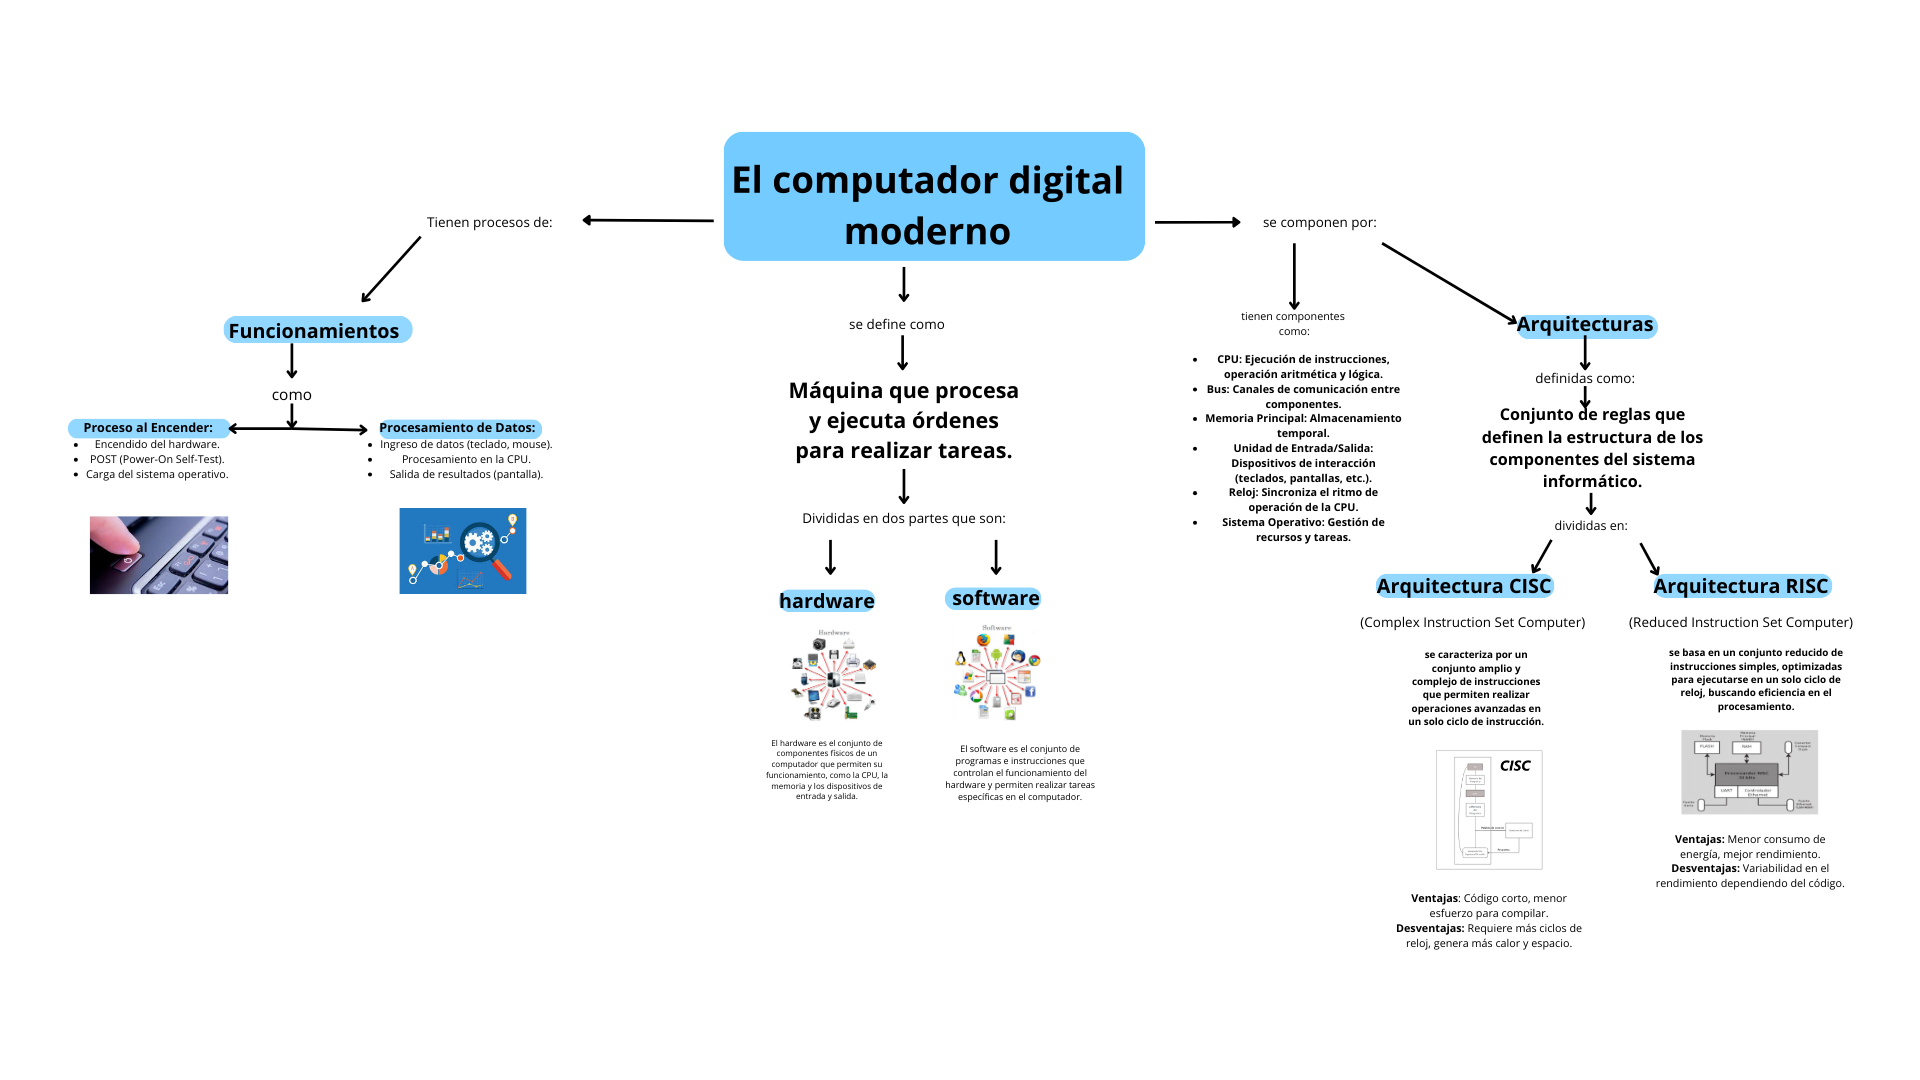 El computador digital
moderno
Tienen procesos de:
Funcionamientos
como
Proceso al Encender:
Encendido del hardware.
POST (Power-On Self-Test).
Carga del sistema operativo.
Procesamiento de Datos:
Ingreso de datos (teclado, mouse).
Procesamiento en la CPU.
Salida de resultados (pantalla).
se define como
Máquina que procesa
y ejecuta órdenes
para realizar tareas.
Divididas en dos partes que son:
hardware
Hardware
El hardware es el conjunto de
componentes físicos de un
computador que permiten su
funcionamiento, como la CPU, la
memoria y los dispositivos de
entrada y salida.
software
Software
El software es el conjunto de
programas e instrucciones que
controlan el funcionamiento del
hardware y permiten realizar tareas
específicas en el computador.
se componen por:
tienen componentes
como:
CPU: Ejecución de instrucciones,
operación aritmética y lógica.
Bus: Canales de comunicación entre
componentes.
Memoria Principal: Almacenamiento
temporal.
Unidad de Entrada/Salida:
Dispositivos de interacción
(teclados, pantallas, etc.).
Reloj: Sincroniza el ritmo de
operación de la CPU.
Sistema Operativo: Gestión de
recursos y tareas.
Arquitecturas
definidas como:
Conjunto de reglas que
definen la estructura de los
componentes del sistema
informático.
divididas en:
Arquitectura CISC
(Complex Instruction Set Computer)
se caracteriza por un
conjunto amplio y
complejo de instrucciones
que permiten realizar
operaciones avanzadas en
un solo ciclo de instrucción.
CISC
Ventajas: Código corto, menor
esfuerzo para compilar.
Desventajas: Requiere más ciclos de
reloj, genera más calor y espacio.
Arquitectura RISC
(Reduced Instruction Set Computer)
se basa en un conjunto reducido de
instrucciones simples, optimizadas
para ejecutarse en un solo ciclo de
reloj, buscando eficiencia en el
procesamiento.
FLASH
RAM
Procesador RISC
UART
Controlador
Ethernet
Ventajas: Menor consumo de
energía, mejor rendimiento.
Desventajas: Variabilidad en el
rendimiento dependiendo del código.